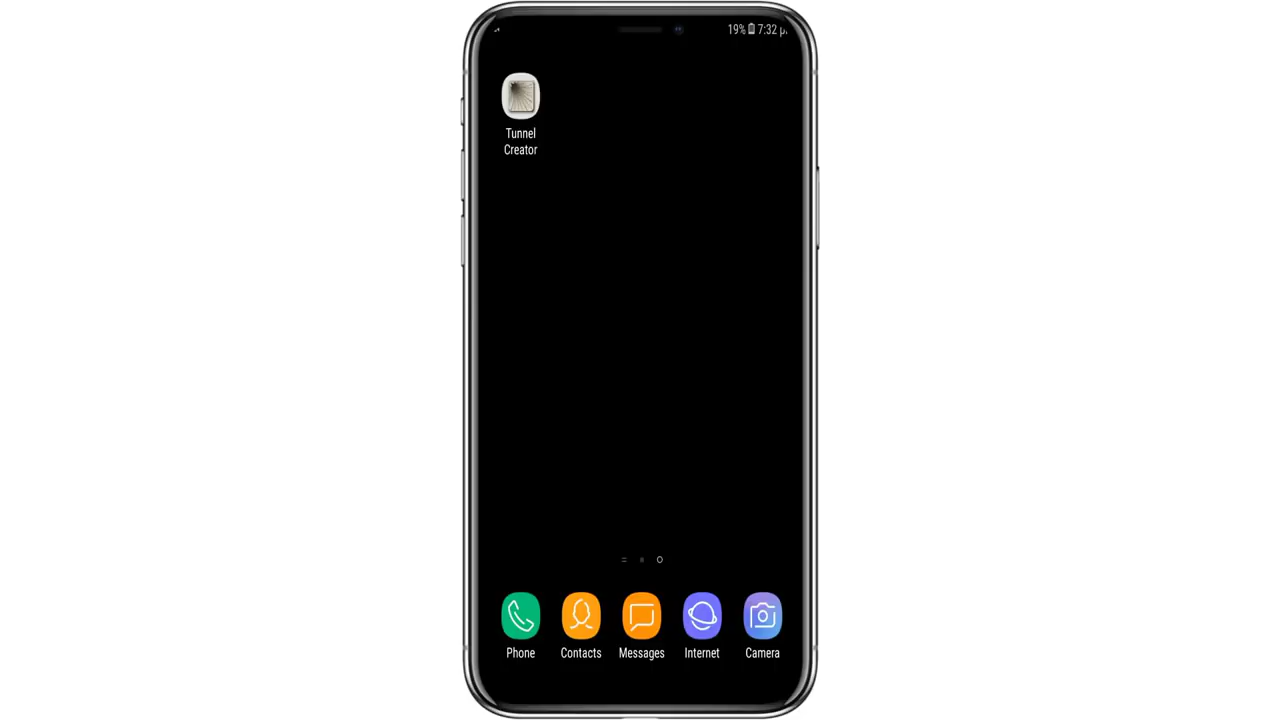 19% 7:32
Tunnel
Creator
Phone
Contacts
Messages
Internet
Camera